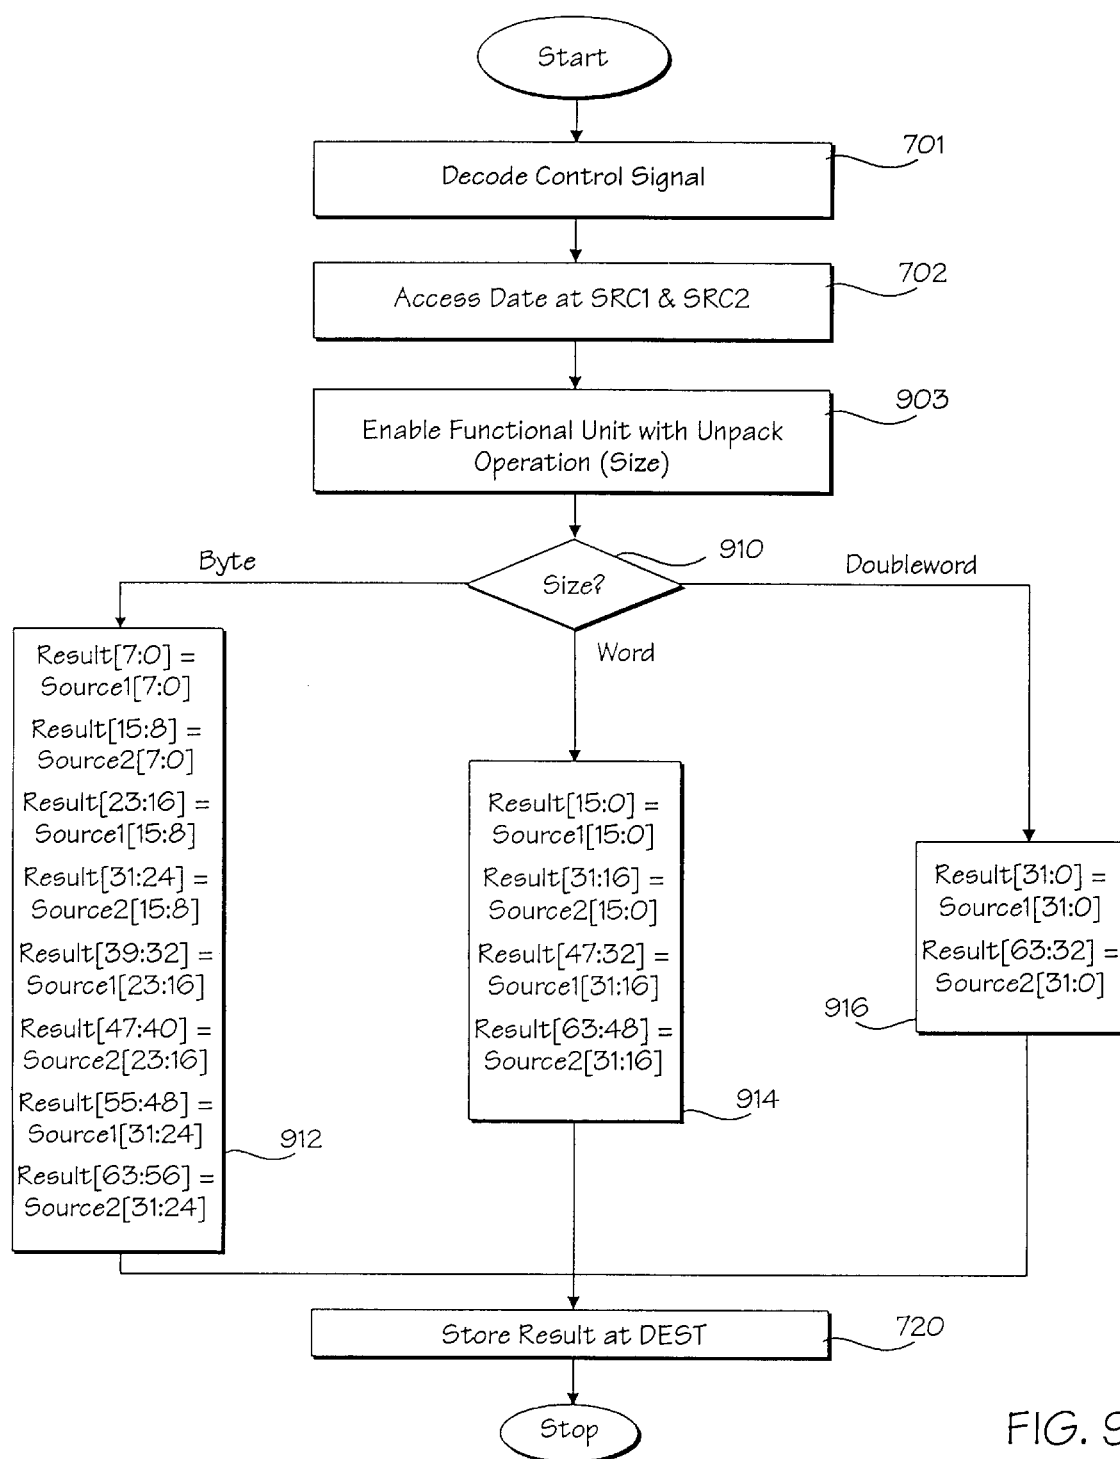 Start
701
Decode Control Signal
702
Access Date at SRC1 & SRC2
903
Enable Functional Unit with Unpack
Operation (Size)
910
Byte
Size?
Doubleword
Word
Result[7:0] =
Source1[7:0]
Result[15:8] =
Source2[7:0]
Result[23:16] =
Source1[15:8]
Result[31:24] =
Source2[15:8]
Result[39:32] =
Source1[23:16]
Result[47:40] =
Source2[23:16]
Result[55:48] =
Source1[31:24]
Result[63:56] =
Source2[31:24]
912
Result[15:0] =
Source1[15:0]
Result[31:16] =
Source2[15:0]
Result[47:32] =
Source1[31:16]
Result[63:48] =
Source2[31:16]
914
Result[31:0] =
Source1[31:0]
Result[63:32] =
Source2[31:0]
916
Store Result at DEST
720
Stop
FIG. 9